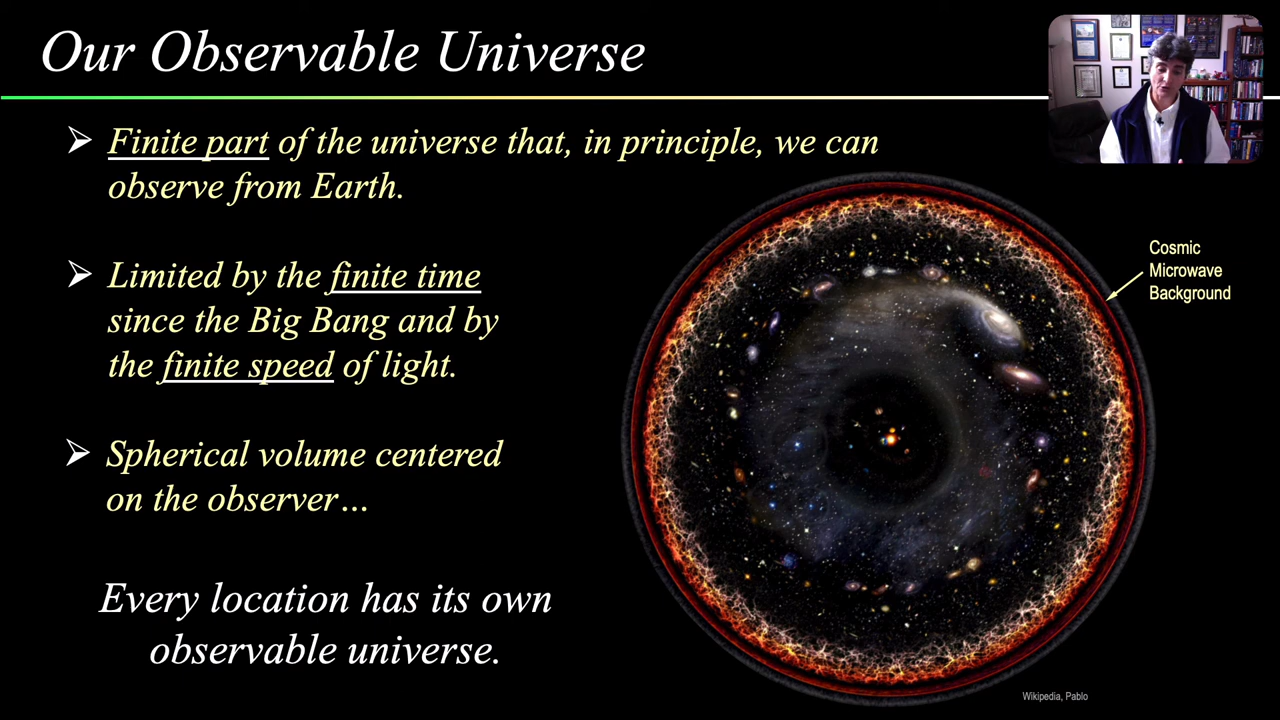 Our Observable Universe
Finite part of the universe that, in principle, we can
observe from Earth.
Limited by the finite time
since the Big Bang and by
the finite speed of light.
Spherical volume centered
on the observer…
Every location has its own
observable universe.
Cosmic
Microwave
Background
Wikipedia, Pablo